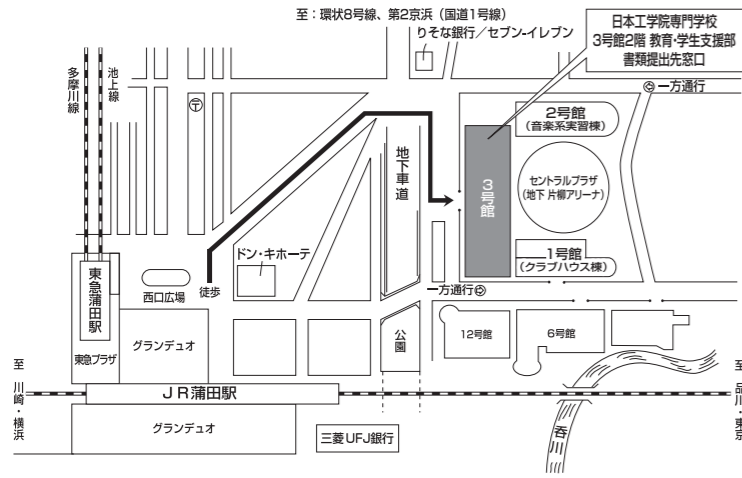 至：環状8号線、第2京浜（国道1号線）
りそな銀行／セブン-イレブン
日本工学院専門学校
3号館2階 教育・学生支援部
書類提出先窓口
一方通行
多摩川線
池上線
〒
2号館
（音楽系実習棟）
地下車道
3号館
セントラルプラザ
（地下 片柳アリーナ）
1号館
（クラブハウス棟）
ドン・キホーテ
東急蒲田駅
西口広場
徒歩
一方通行
公園
12号館
6号館
グランデュオ
東急プラザ
至 川崎・横浜
JR蒲田駅
至 品川・東京
グランデュオ
三菱UFJ銀行
呑川